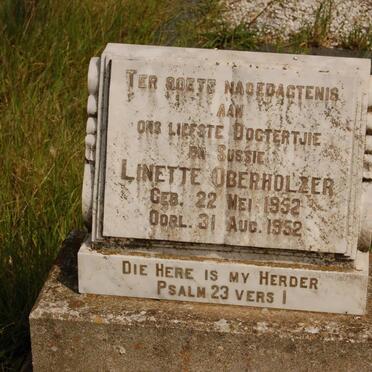 TER SOETE NAGEDAGTENIS
AAN
ONS LIEFSTE DOGTERTJIE
EN SUSSIE
LINETTE OBERHOLZER
GEB. 22 MEI 1952
OORL. 31 AUG. 1952
DIE HERE IS MY HERDER
PSALM 23 VERS 1